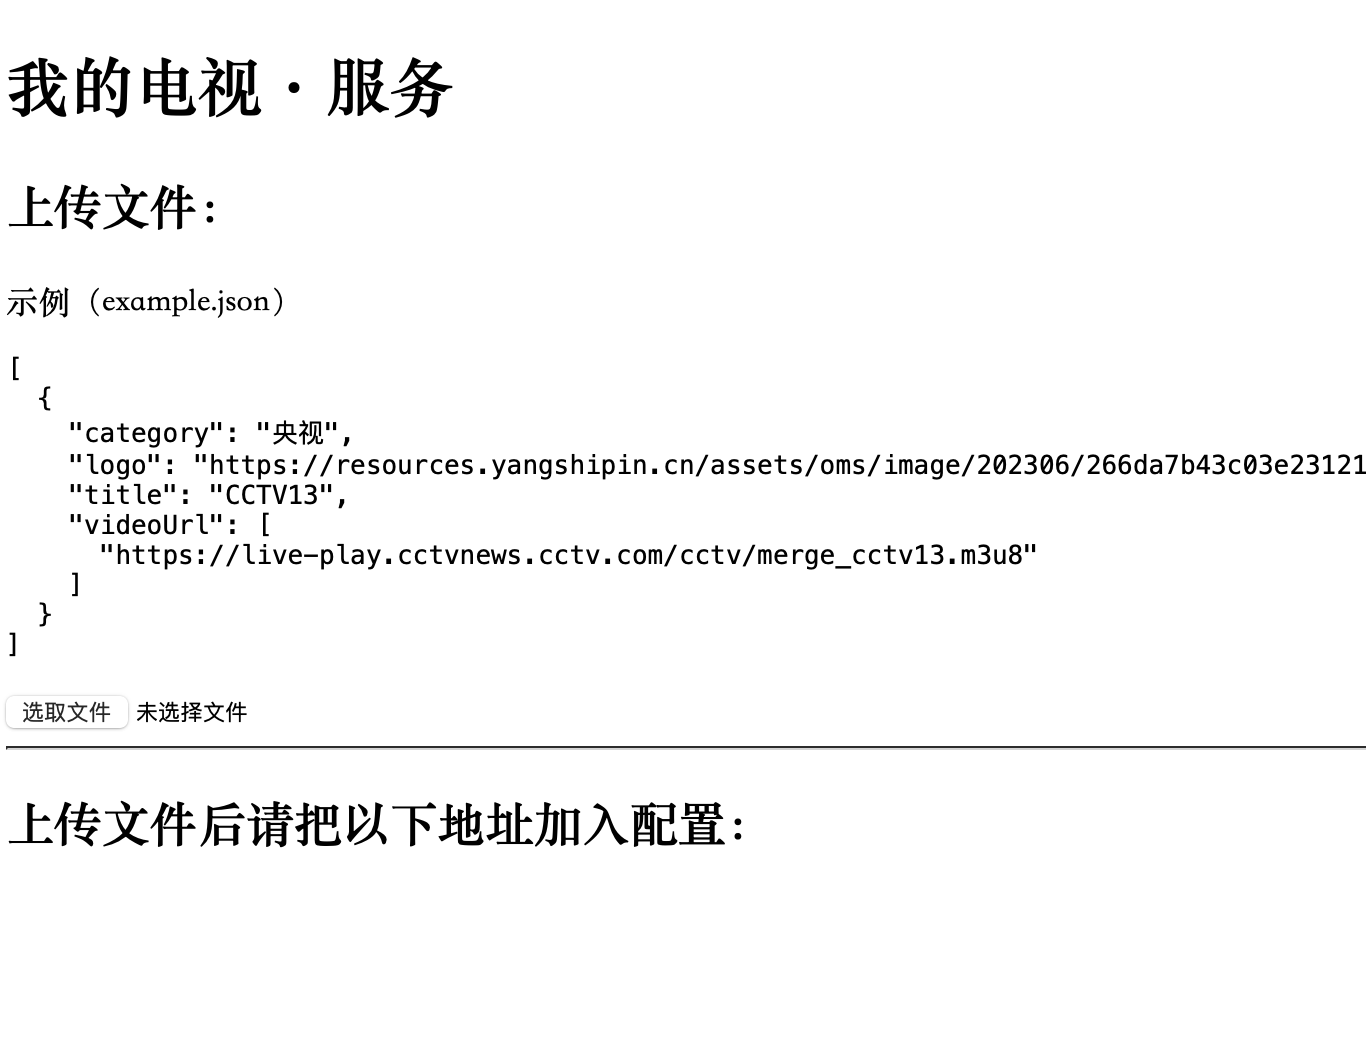 我的电视·服务
上传文件：
示例（example.json）
[
  {
    "category": "央视",
    "logo": "https://resources.yangshipin.cn/assets/oms/image/202306/266da7b43c03e23121
    "title": "CCTV13",
    "videoUrl": [
      "https://live-play.cctvnews.cctv.com/cctv/merge_cctv13.m3u8"
    ]
  }
]
选取文件 未选择文件
上传文件后请把以下地址加入配置：